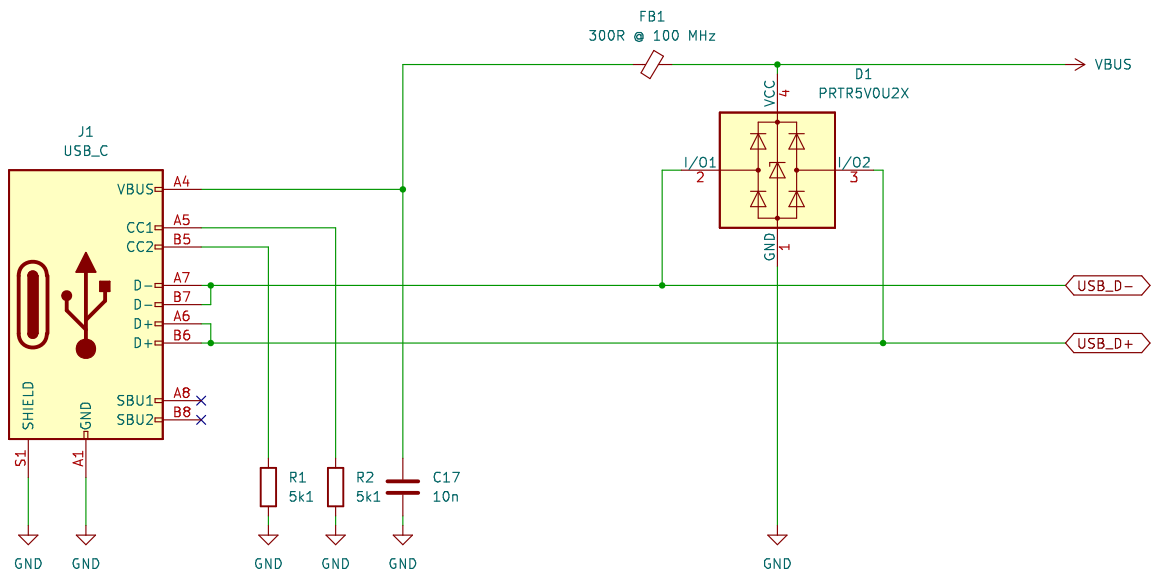 FB1
300R @ 100 MHz
VBUS
D1
PRTR5V0U2X
VCC
4
I/O1
2
I/O2
3
GND
1
J1
USB_C
VBUS
A4
CC1
A5
CC2
B5
D-
A7
D-
B7
D+
A6
D+
B6
SBU1
A8
SBU2
B8
SHIELD
S1
GND
A1
USB_D-
USB_D+
R1
5k1
R2
5k1
C17
10n
GND
GND
GND
GND
GND
GND